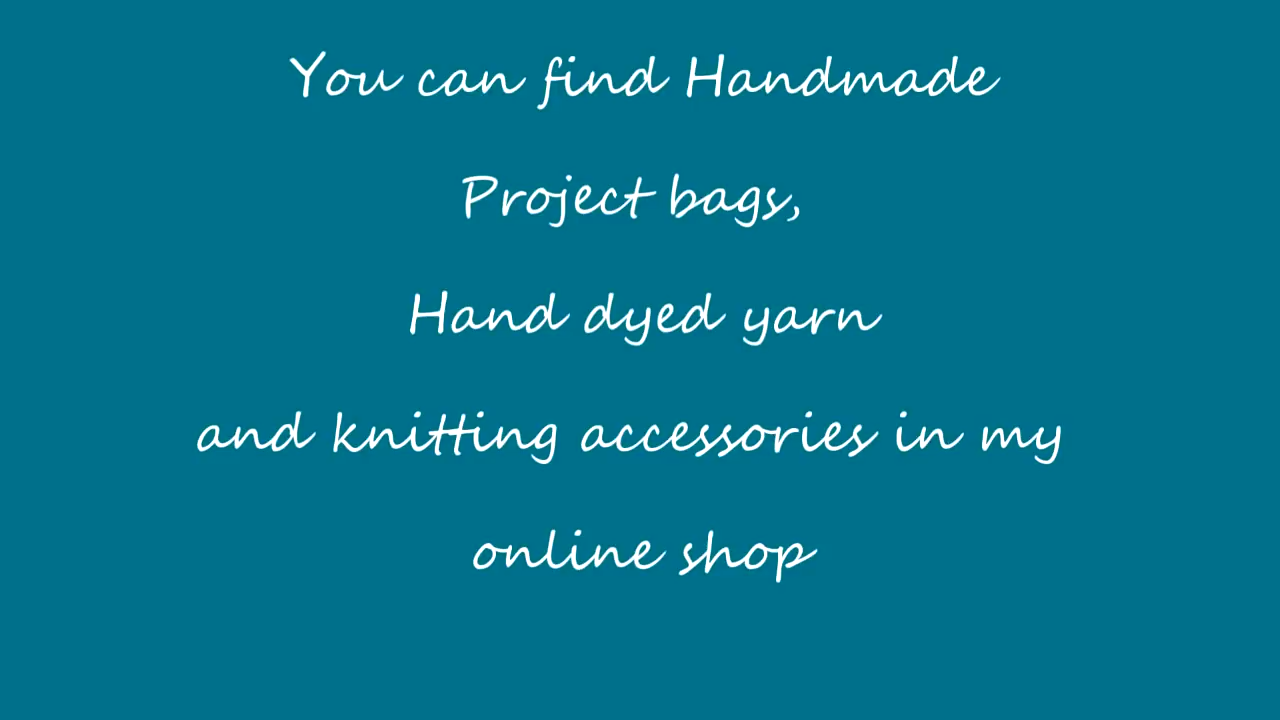 You can find Handmade
Project bags,
Hand dyed yarn
and knitting accessories in my
online shop